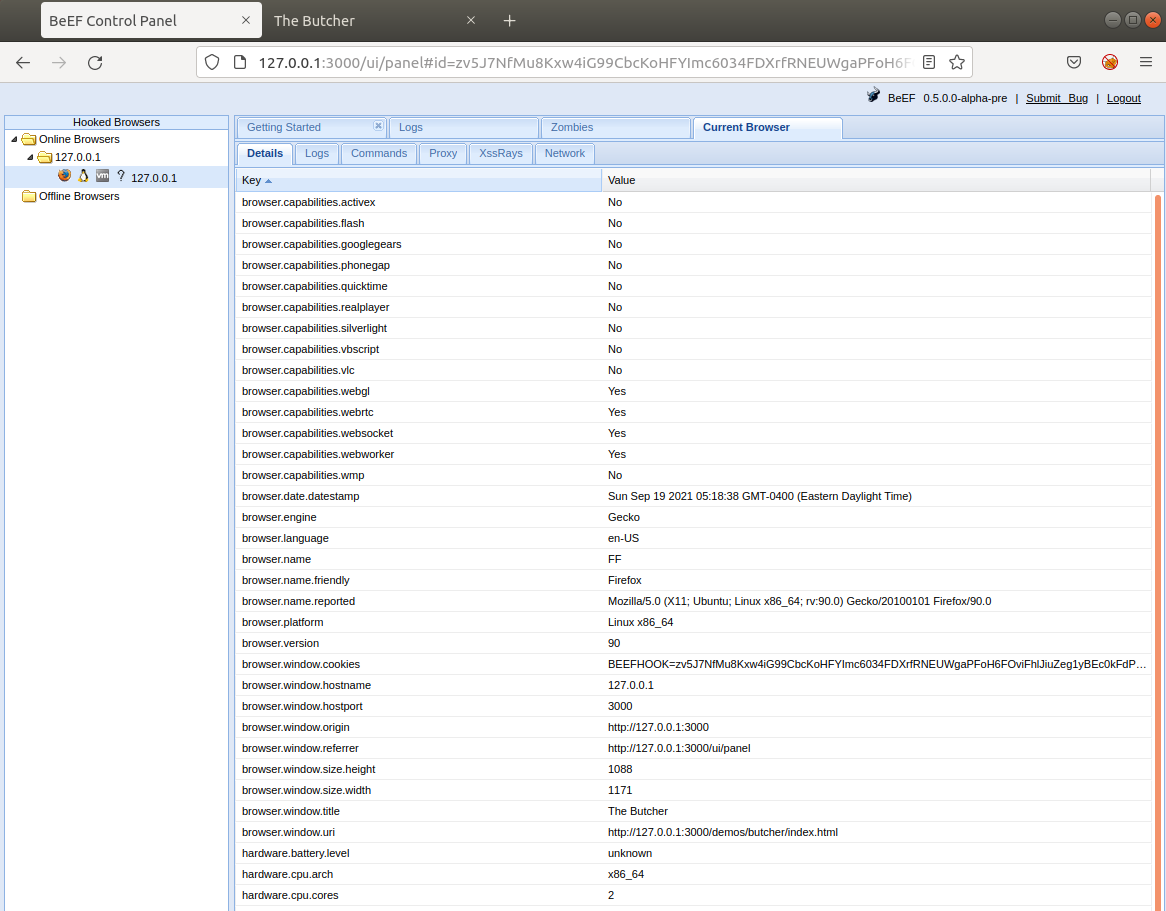 BeEF Control Panel
The Butcher
127.0.0.1:3000/ui/panel#id=zv5J7NfMu8Kxw4iG99CbcKoHFYImc6034FDXrfRNEUWgaPFoH6F
BeEF 0.5.0.0-alpha-pre | Submit Bug | Logout
Hooked Browsers
Online Browsers
127.0.0.1
vm ? 127.0.0.1
Offline Browsers
Getting Started Logs Zombies Current Browser
Details Logs Commands Proxy XssRays Network
Key Value
browser.capabilities.activex No
browser.capabilities.flash No
browser.capabilities.googlegears No
browser.capabilities.phonegap No
browser.capabilities.quicktime No
browser.capabilities.realplayer No
browser.capabilities.silverlight No
browser.capabilities.vbscript No
browser.capabilities.vlc No
browser.capabilities.webgl Yes
browser.capabilities.webrtc Yes
browser.capabilities.websocket Yes
browser.capabilities.webworker Yes
browser.capabilities.wmp No
browser.date.datestamp Sun Sep 19 2021 05:18:38 GMT-0400 (Eastern Daylight Time)
browser.engine Gecko
browser.language en-US
browser.name FF
browser.name.friendly Firefox
browser.name.reported Mozilla/5.0 (X11; Ubuntu; Linux x86_64; rv:90.0) Gecko/20100101 Firefox/90.0
browser.platform Linux x86_64
browser.version 90
browser.window.cookies BEEFHOOK=zv5J7NfMu8Kxw4iG99CbcKoHFYImc6034FDXrfRNEUWgaPFoH6FOviFhlJiuZeg1yBEc0kFdP...
browser.window.hostname 127.0.0.1
browser.window.hostport 3000
browser.window.origin http://127.0.0.1:3000
browser.window.referrer http://127.0.0.1:3000/ui/panel
browser.window.size.height 1088
browser.window.size.width 1171
browser.window.title The Butcher
browser.window.uri http://127.0.0.1:3000/demos/butcher/index.html
hardware.battery.level unknown
hardware.cpu.arch x86_64
hardware.cpu.cores 2